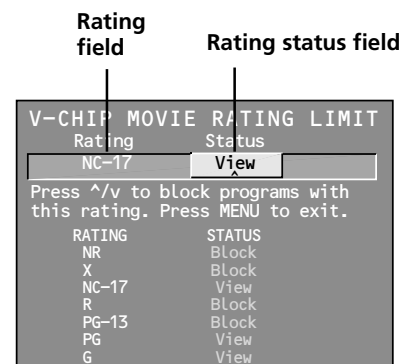 Rating
field
Rating status field
V-CHIP MOVIE RATING LIMIT
Rating Status
NC-17 View
^
Press ^/v to block programs with
this rating. Press MENU to exit.
RATING STATUS
NR Block
X Block
NC-17 View
R Block
PG-13 Block
PG View
G View